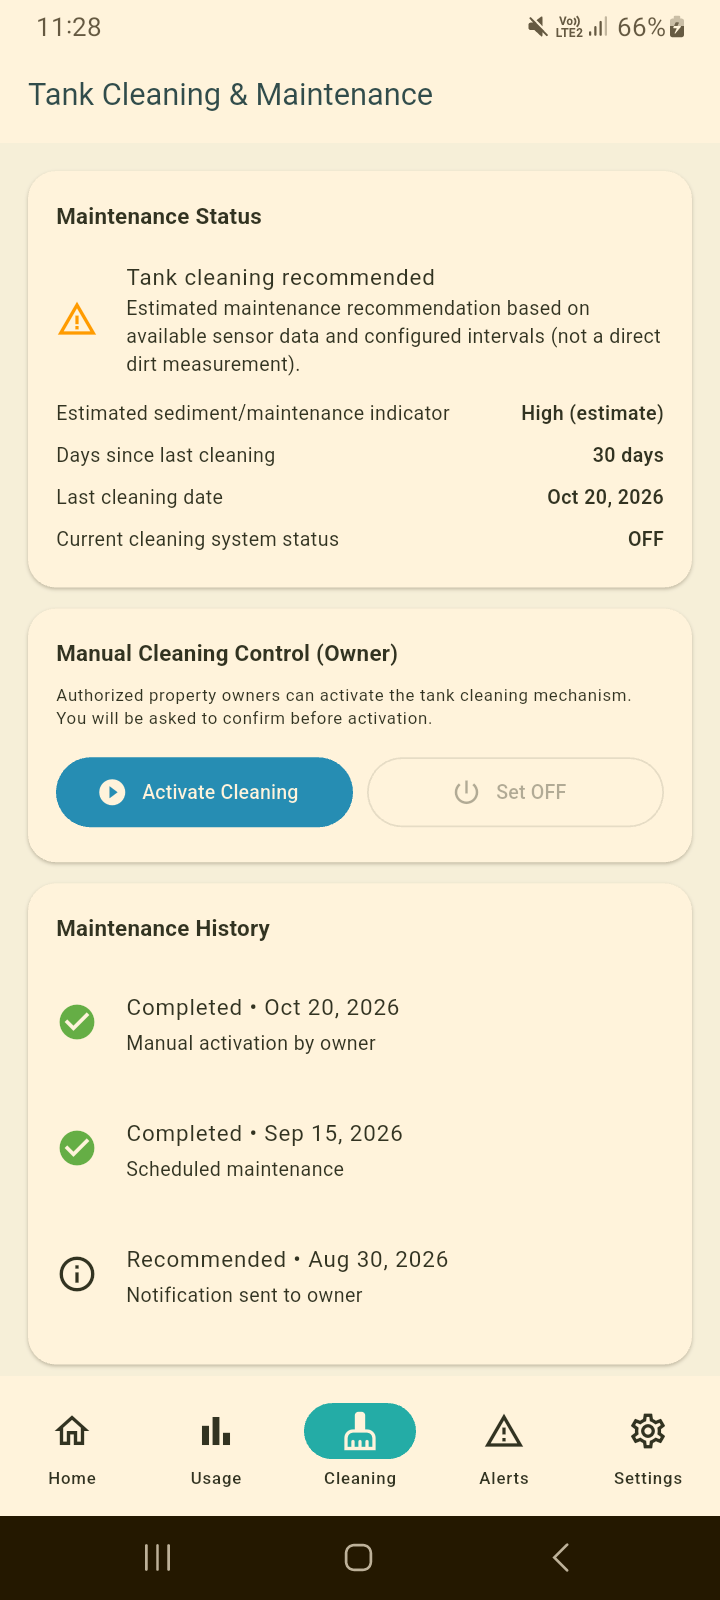 11:28
Vo))
LTE2
66%
Tank Cleaning & Maintenance
Maintenance Status
Tank cleaning recommended
Estimated maintenance recommendation based on
available sensor data and configured intervals (not a direct
dirt measurement).
Estimated sediment/maintenance indicator High (estimate)
Days since last cleaning 30 days
Last cleaning date Oct 20, 2026
Current cleaning system status OFF
Manual Cleaning Control (Owner)
Authorized property owners can activate the tank cleaning mechanism.
You will be asked to confirm before activation.
Activate Cleaning Set OFF
Maintenance History
Completed • Oct 20, 2026
Manual activation by owner
Completed • Sep 15, 2026
Scheduled maintenance
Recommended • Aug 30, 2026
Notification sent to owner
Home Usage Cleaning Alerts Settings